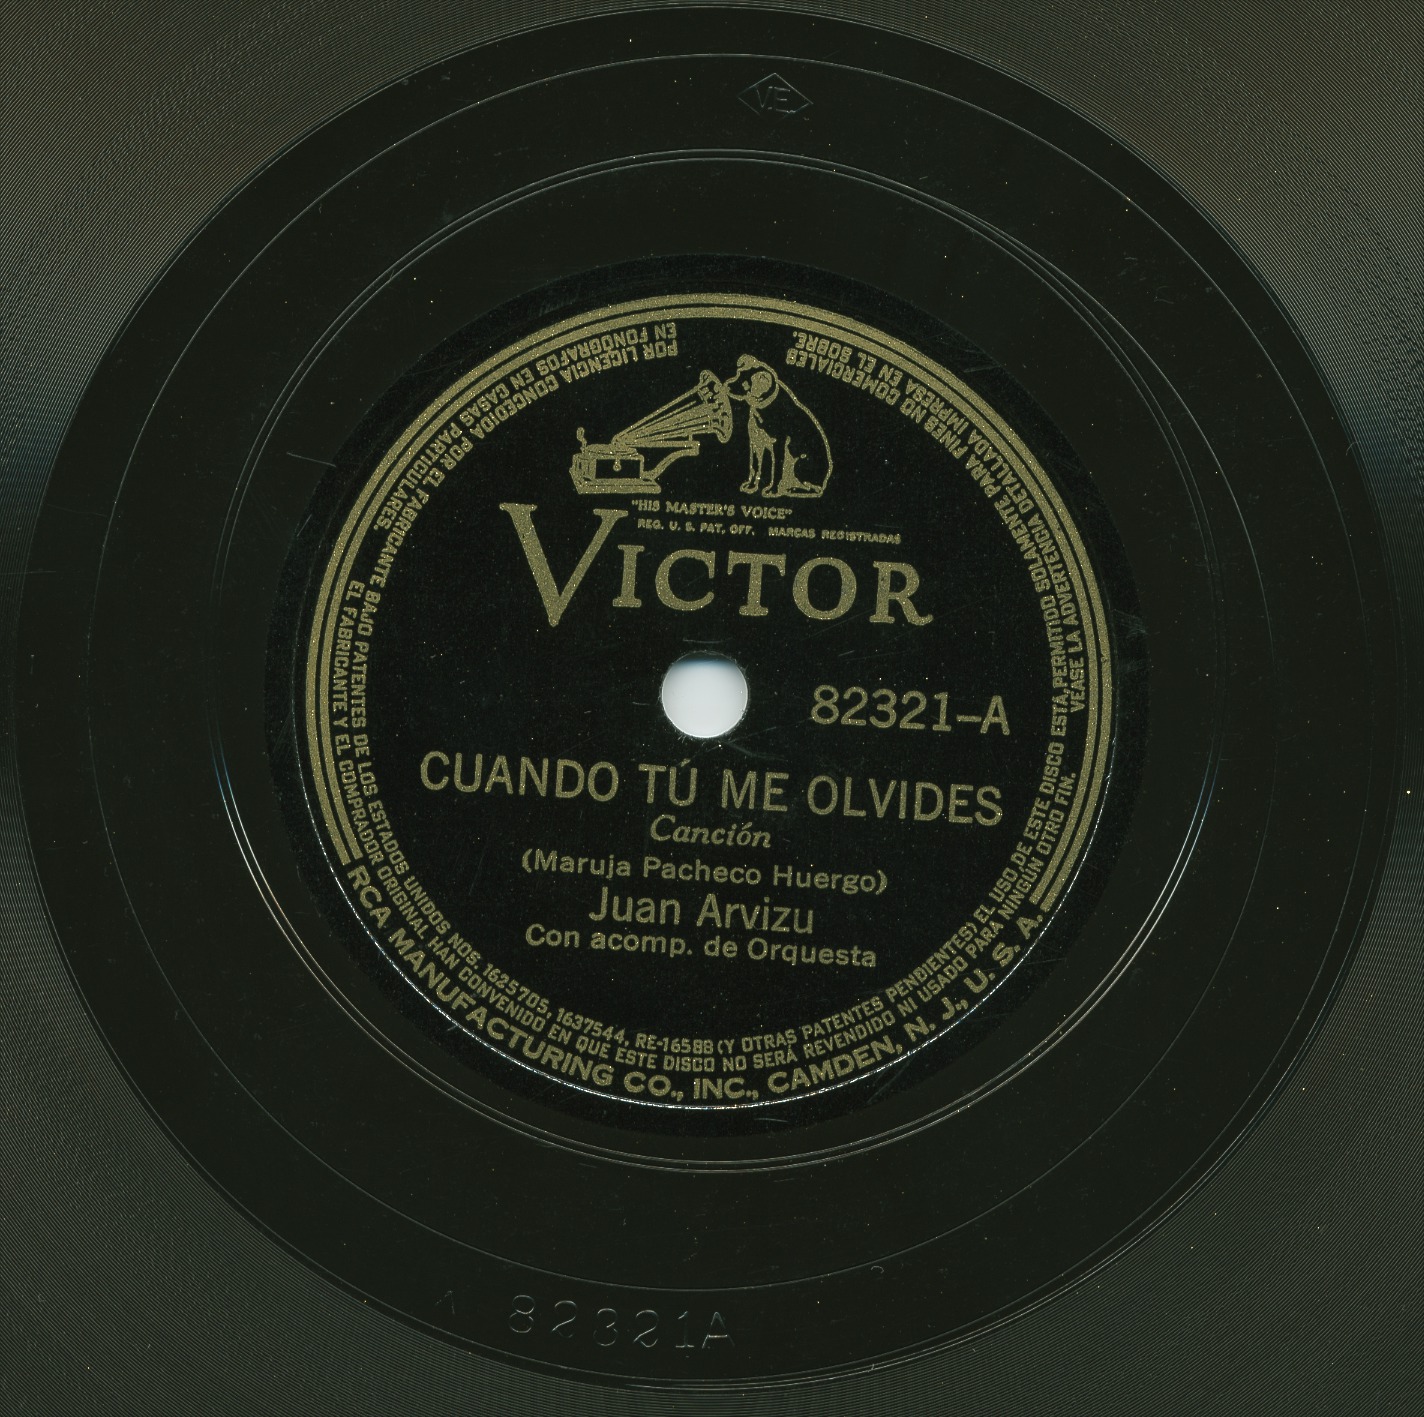 VE
"HIS MASTER'S VOICE"
REG. U. S. PAT. OFF. MARCAS REGISTRADAS
VICTOR
82321-A
CUANDO TÚ ME OLVIDES
Canción
(Maruja Pacheco Huergo)
Juan Arvizu
Con acomp. de Orquesta
POR LICENCIA CONCEDIDA POR EL FABRICANTE BAJO PATENTES DE LOS ESTADOS UNIDOS NOS. 1625705, 1637544, RE-16588 (Y OTRAS PATENTES PENDIENTES) EL USO DE ESTE DISCO ESTÁ PERMITIDO SOLAMENTE PARA FINES NO COMERCIALES
EN FONÓGRAFOS EN CASAS PARTICULARES.
EL FABRICANTE Y EL COMPRADOR ORIGINAL HAN CONVENIDO EN QUE ESTE DISCO NO SERÁ REVENDIDO NI USADO PARA NINGÚN OTRO FIN.
VEASE LA ADVERTENCIA DETALLADA IMPRESA EN EL SOBRE.
RCA MANUFACTURING CO., INC., CAMDEN, N. J., U. S. A.
82321A